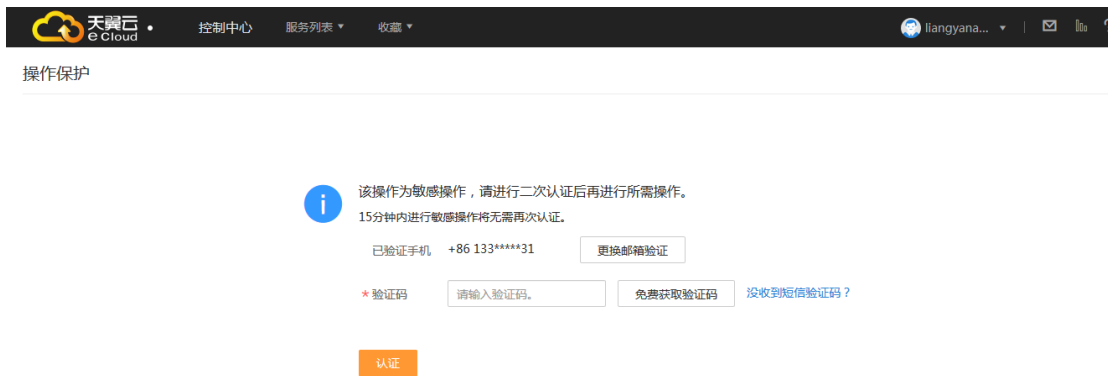 天翼云 e Cloud 控制中心 服务列表 收藏 liangyana...
操作保护
该操作为敏感操作，请进行二次认证后再进行所需操作。
15分钟内进行敏感操作将无需再次认证。
已验证手机 +86 133*****31 更换邮箱验证
*验证码 请输入验证码。 免费获取验证码 没收到短信验证码？
认证